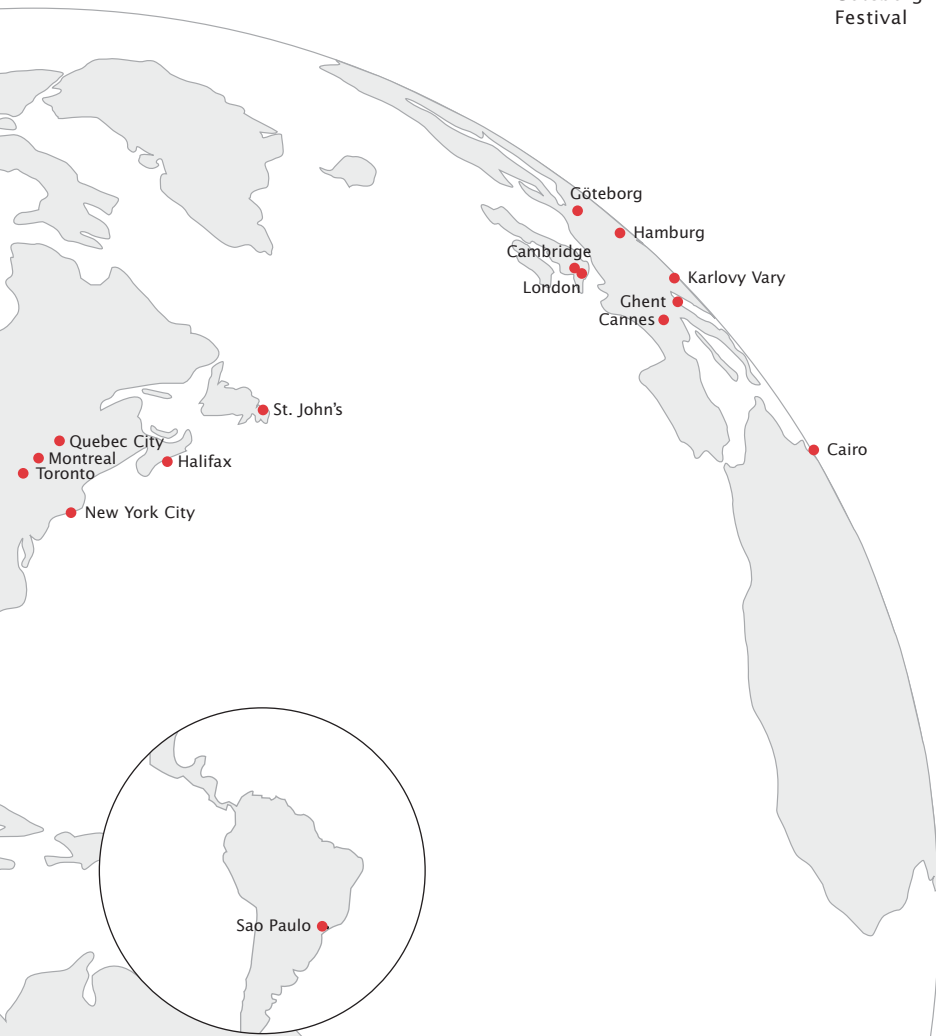 Festival
Göteborg
Hamburg
Cambridge
Karlovy Vary
London
Ghent
Cannes
St. John's
Quebec City
Cairo
Montreal
Halifax
Toronto
New York City
Sao Paulo